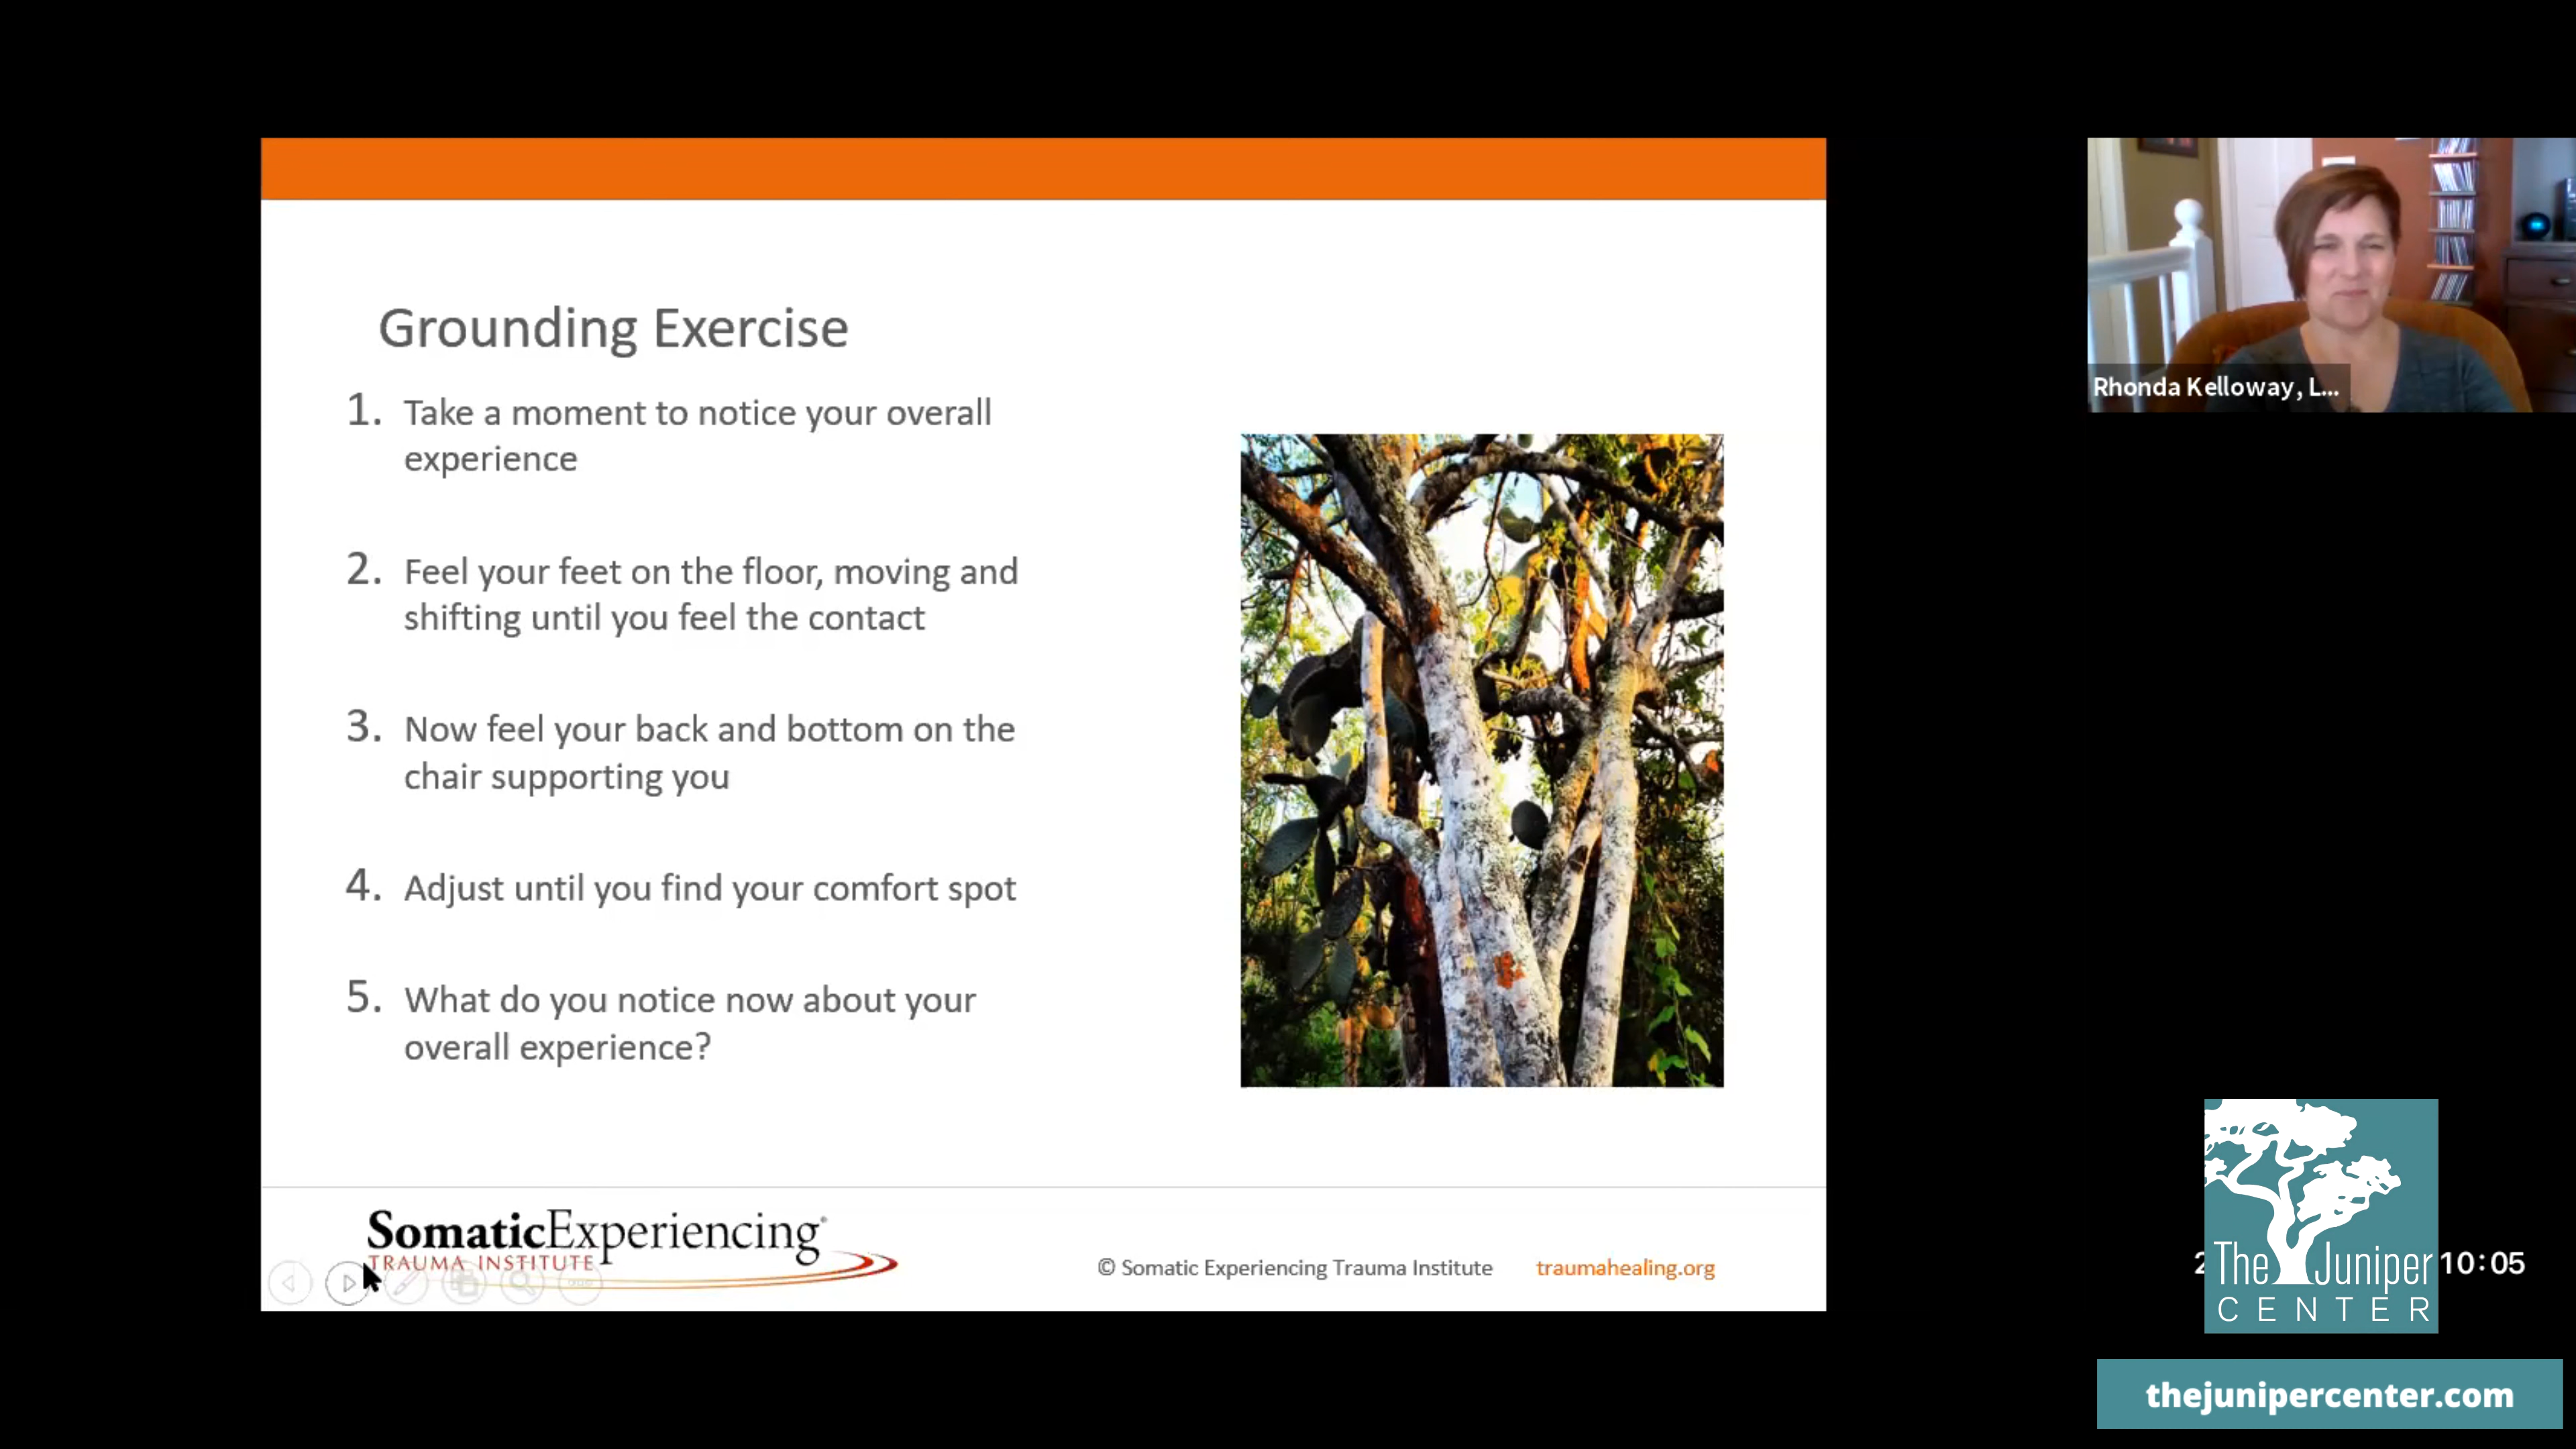 Grounding Exercise
1. Take a moment to notice your overall
experience
2. Feel your feet on the floor, moving and
shifting until you feel the contact
3. Now feel your back and bottom on the
chair supporting you
4. Adjust until you find your comfort spot
5. What do you notice now about your
overall experience?
SomaticExperiencing®
TRAUMA INSTITUTE
© Somatic Experiencing Trauma Institute traumahealing.org
Rhonda Kelloway, L...
The Juniper
CENTER
10:05
thejunipercenter.com